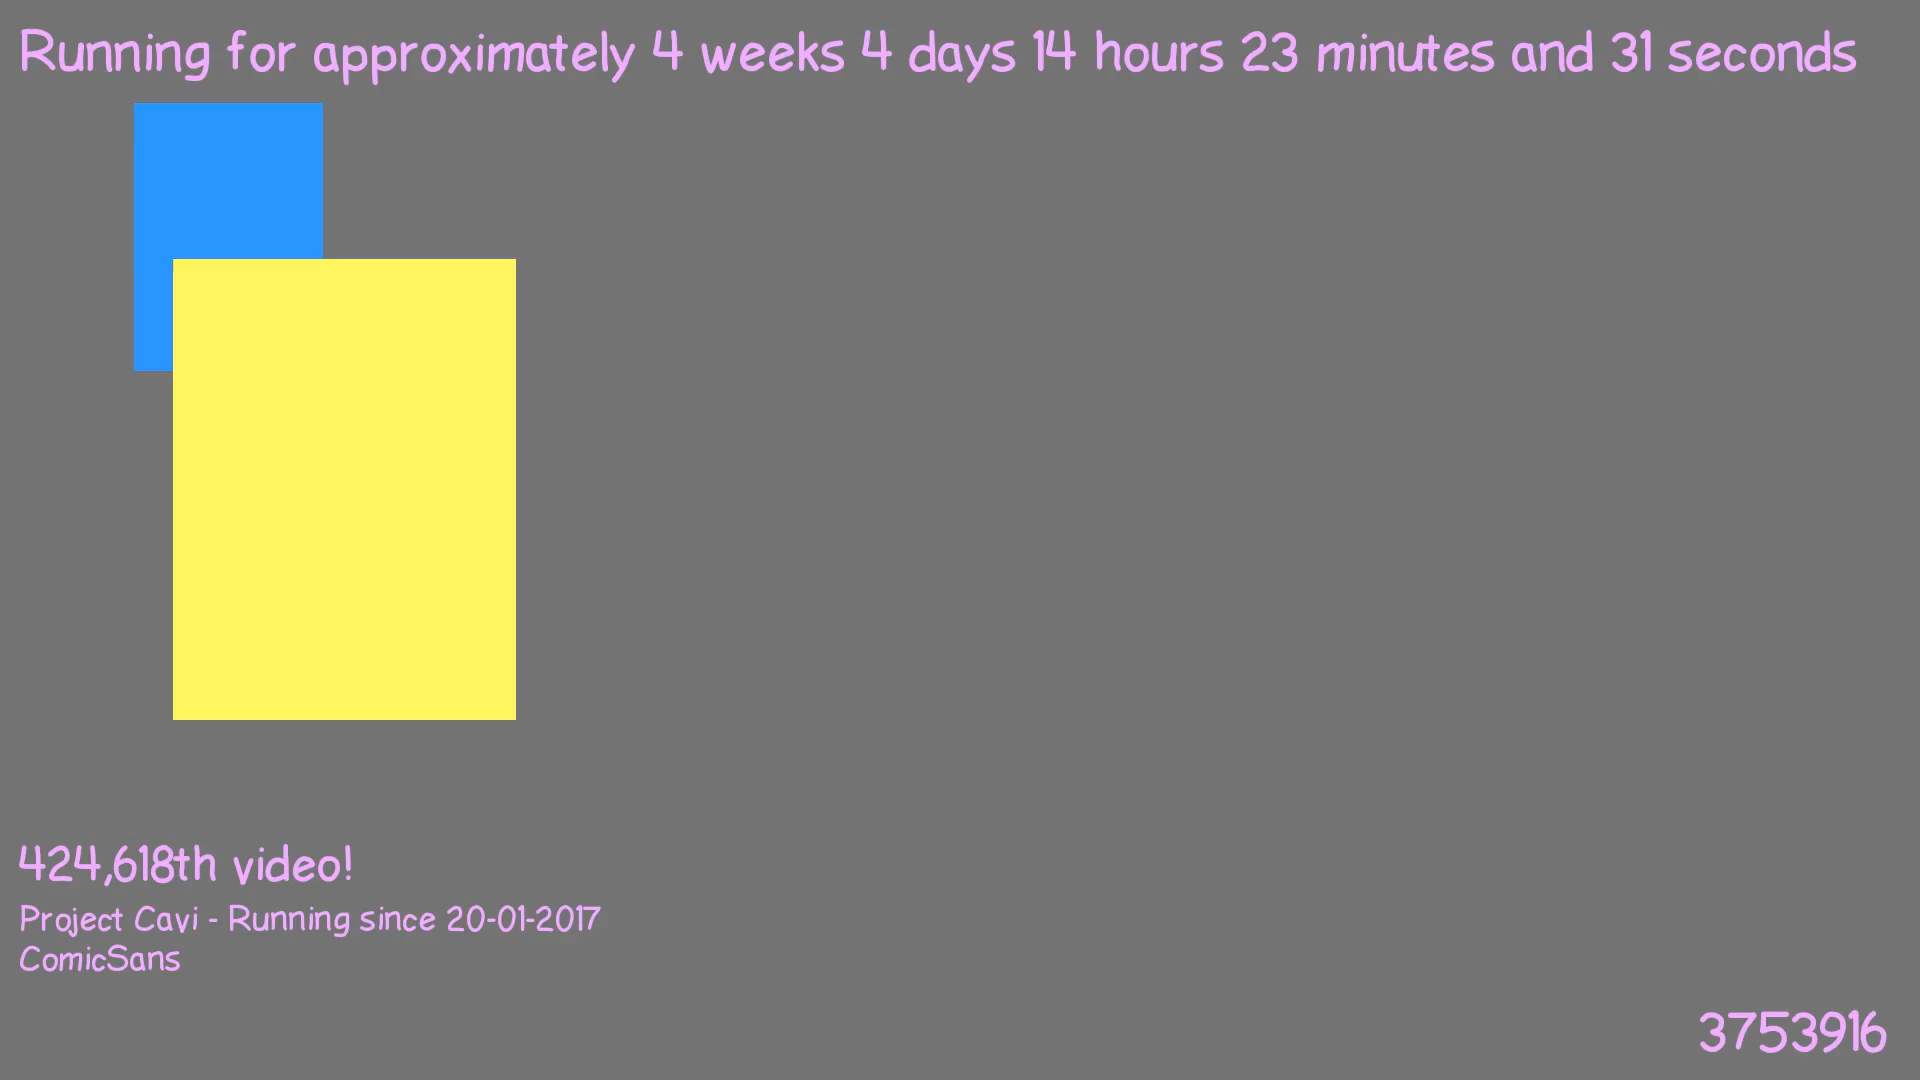 Running for approximately 4 weeks 4 days 14 hours 23 minutes and 31 seconds
424,618th video!
Project Cavi - Running since 20-01-2017
ComicSans
3753916